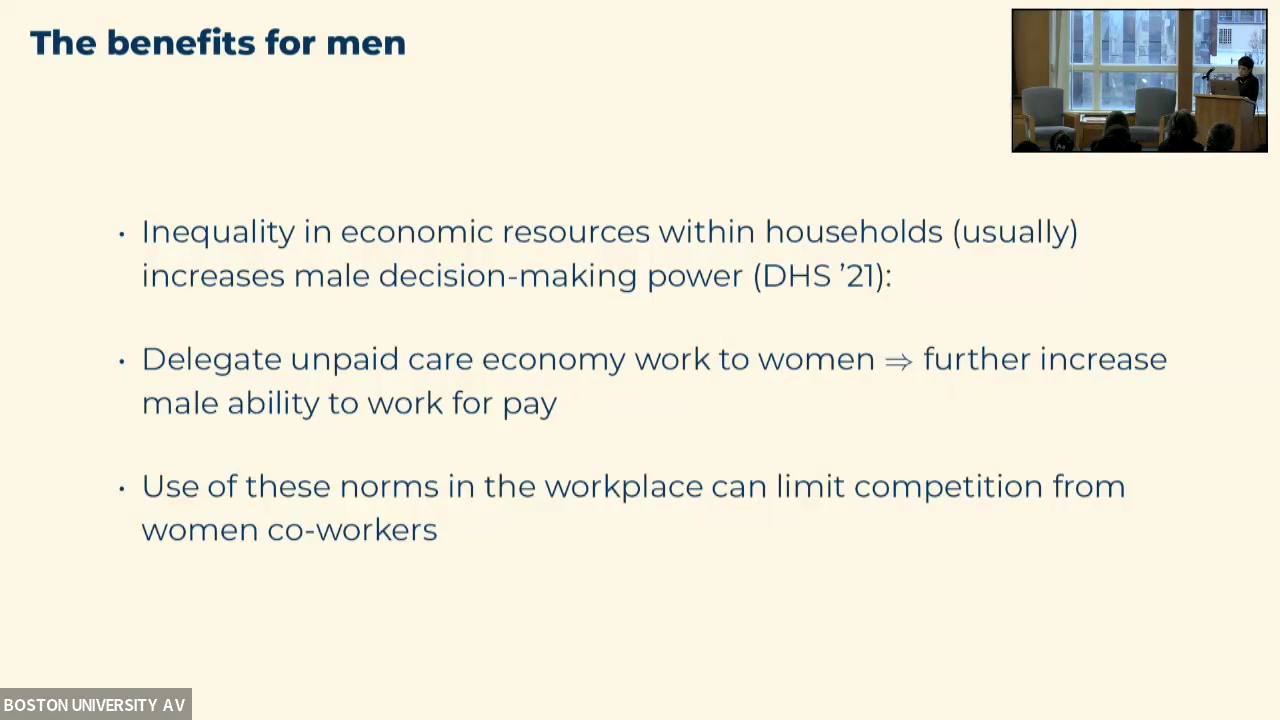 The benefits for men
• Inequality in economic resources within households (usually)
increases male decision-making power (DHS ’21):
• Delegate unpaid care economy work to women ⇒ further increase
male ability to work for pay
• Use of these norms in the workplace can limit competition from
women co-workers
BOSTON UNIVERSITY AV